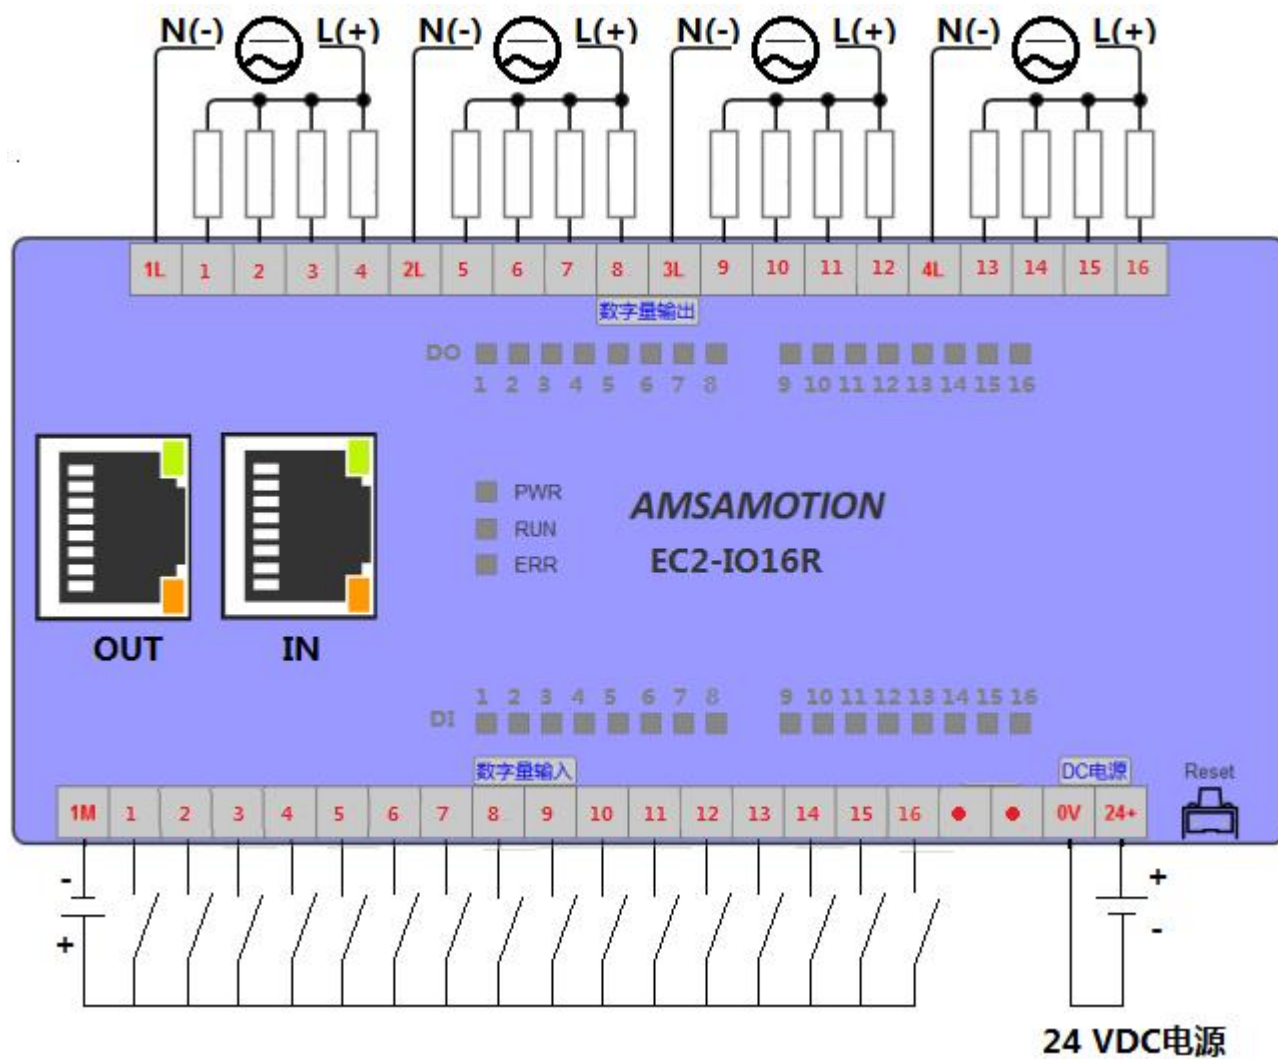 N(-) L(+) N(-) L(+) N(-) L(+) N(-) L(+)
1L 1 2 3 4 2L 5 6 7 8 3L 9 10 11 12 4L 13 14 15 16
数字量输出
DO
1 2 3 4 5 6 7 8 9 10 11 12 13 14 15 16
PWR
RUN
ERR
AMSAMOTION
EC2-IO16R
OUT IN
1 2 3 4 5 6 7 8 9 10 11 12 13 14 15 16
DI
数字量输入 DC电源 Reset
1M 1 2 3 4 5 6 7 8 9 10 11 12 13 14 15 16 ● ● 0V 24+
- +
+ -
24 VDC电源